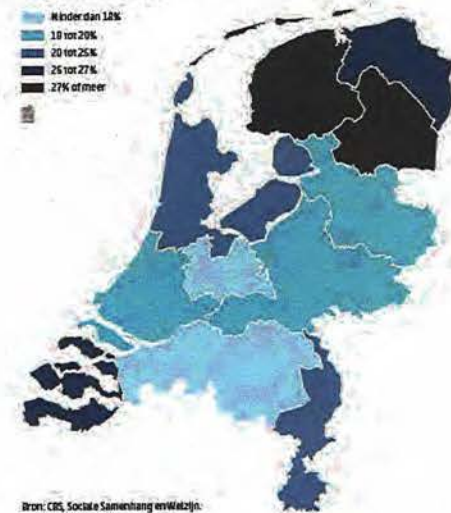 Minder dan 18%
18 tot 20%
20 tot 25%
25 tot 27%
27% of meer
Bron: CBS, Sociale Samenhang en Welzijn.